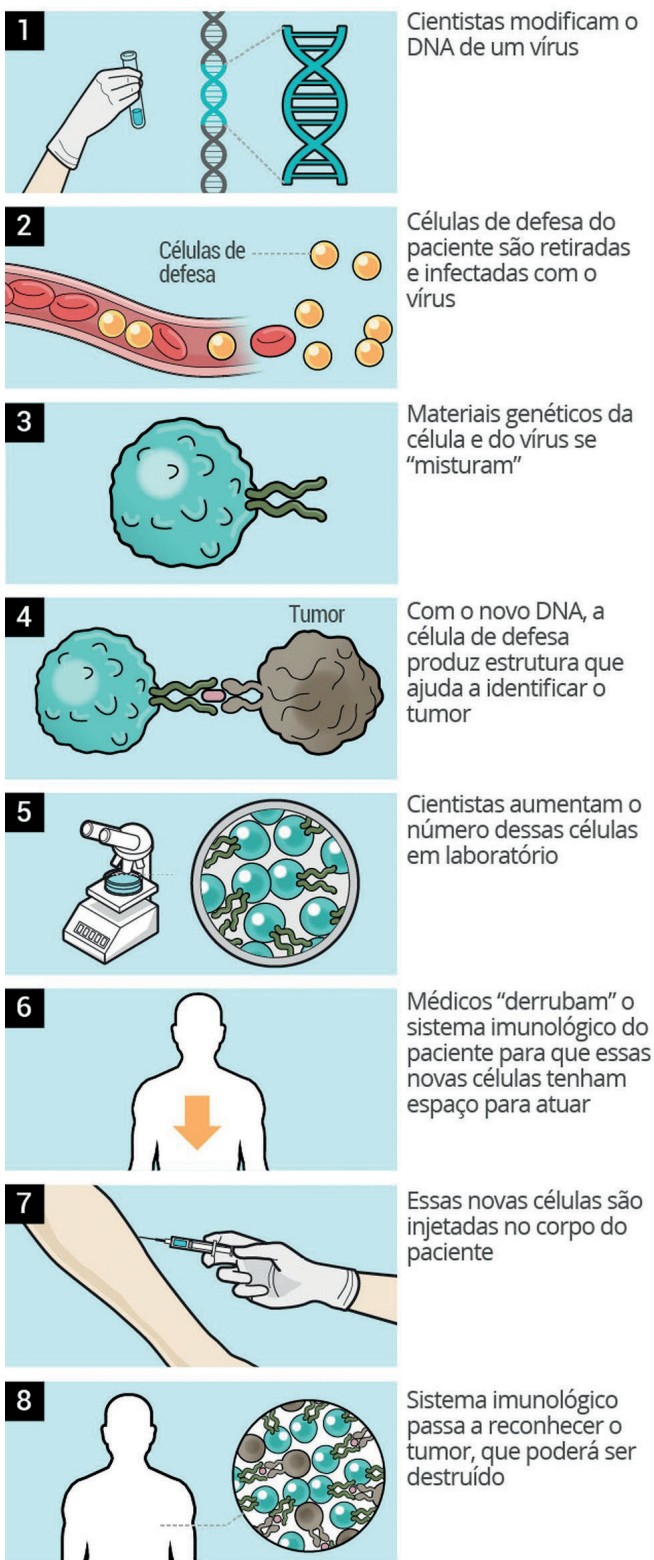 1
Cientistas modificam o
DNA de um vírus
2
Células de
defesa
Células de defesa do
paciente são retiradas
e infectadas com o
vírus
3
Materiais genéticos da
célula e do vírus se
“misturam”
4
Tumor
Com o novo DNA, a
célula de defesa
produz estrutura que
ajuda a identificar o
tumor
5
Cientistas aumentam o
número dessas células
em laboratório
6
Médicos “derrubam” o
sistema imunológico do
paciente para que essas
novas células tenham
espaço para atuar
7
Essas novas células são
injetadas no corpo do
paciente
8
Sistema imunológico
passa a reconhecer o
tumor, que poderá ser
destruído